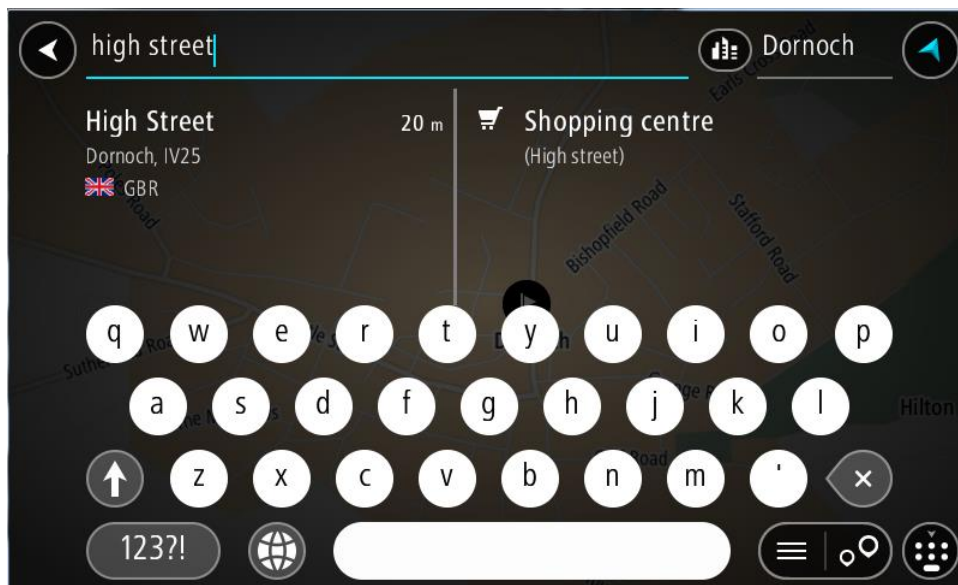 high street
Dornoch
High Street
20 m
Dornoch, IV25
GBR
Shopping centre
(High street)
Bishopfield Road
Stafford Road
q w e r t y u i o p
a s d f g h j k l
Hilton
z x c v b n m '
123?!